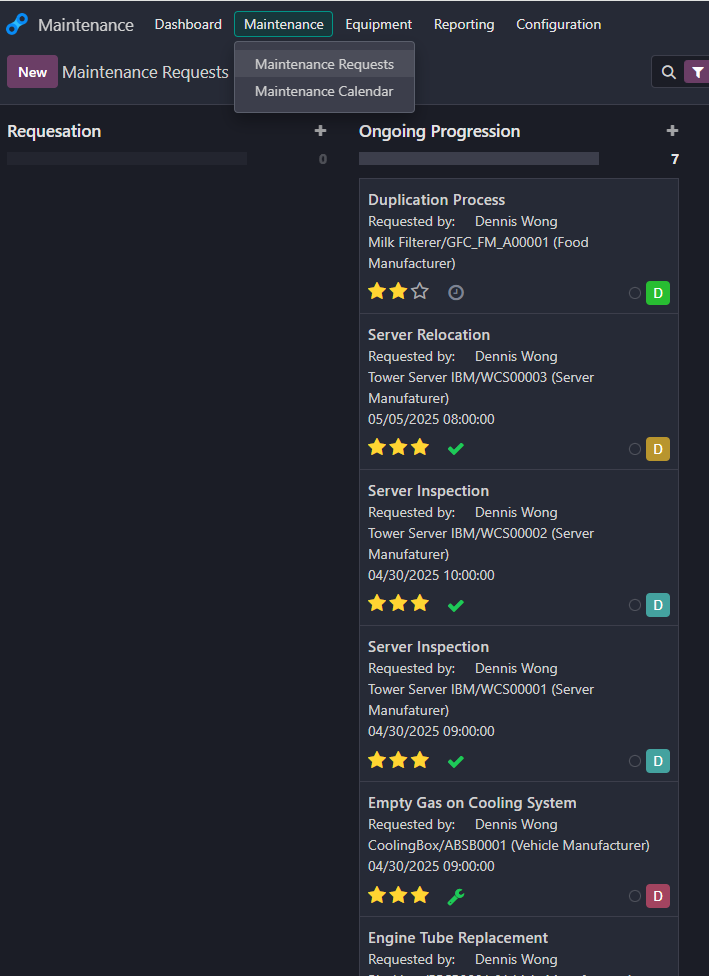 Maintenance Dashboard Maintenance Equipment Reporting Configuration
New Maintenance Requests
Maintenance Requests
Maintenance Calendar
Requesation
0
Ongoing Progression
7
Duplication Process
Requested by: Dennis Wong
Milk Filterer/GFC_FM_A00001 (Food
Manufacturer)
D
Server Relocation
Requested by: Dennis Wong
Tower Server IBM/WCS00003 (Server
Manufaturer)
05/05/2025 08:00:00
D
Server Inspection
Requested by: Dennis Wong
Tower Server IBM/WCS00002 (Server
Manufaturer)
04/30/2025 10:00:00
D
Server Inspection
Requested by: Dennis Wong
Tower Server IBM/WCS00001 (Server
Manufaturer)
04/30/2025 09:00:00
D
Empty Gas on Cooling System
Requested by: Dennis Wong
CoolingBox/ABSB0001 (Vehicle Manufacturer)
04/30/2025 09:00:00
D
Engine Tube Replacement
Requested by: Dennis Wong